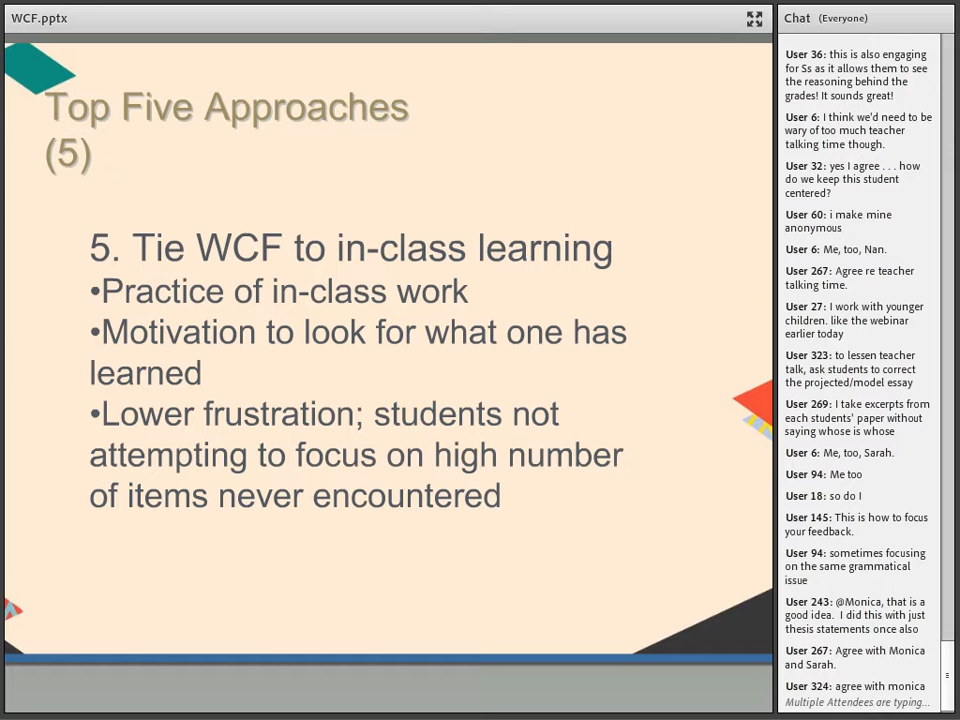 WCF.pptx
Top Five Approaches
(5)
5. Tie WCF to in-class learning
•Practice of in-class work
•Motivation to look for what one has
learned
•Lower frustration; students not
attempting to focus on high number
of items never encountered
Chat (Everyone)
User 36: this is also engaging
for Ss as it allows them to see
the reasoning behind the
grades! It sounds great!
User 6: I think we'd need to be
wary of too much teacher
talking time though.
User 32: yes I agree . . . how
do we keep this student
centered?
User 60: i make mine
anonymous
User 6: Me, too, Nan.
User 267: Agree re teacher
talking time.
User 27: I work with younger
children. like the webinar
earlier today
User 323: to lessen teacher
talk, ask students to correct
the projected/model essay
User 269: I take excerpts from
each students' paper without
saying whose is whose
User 6: Me, too, Sarah.
User 94: Me too
User 18: so do I
User 145: This is how to focus
your feedback.
User 94: sometimes focusing
on the same grammatical
issue
User 243: @Monica, that is a
good idea. I did this with just
thesis statements once also
User 267: Agree with Monica
and Sarah.
User 324: agree with monica
Multiple Attendees are typing...